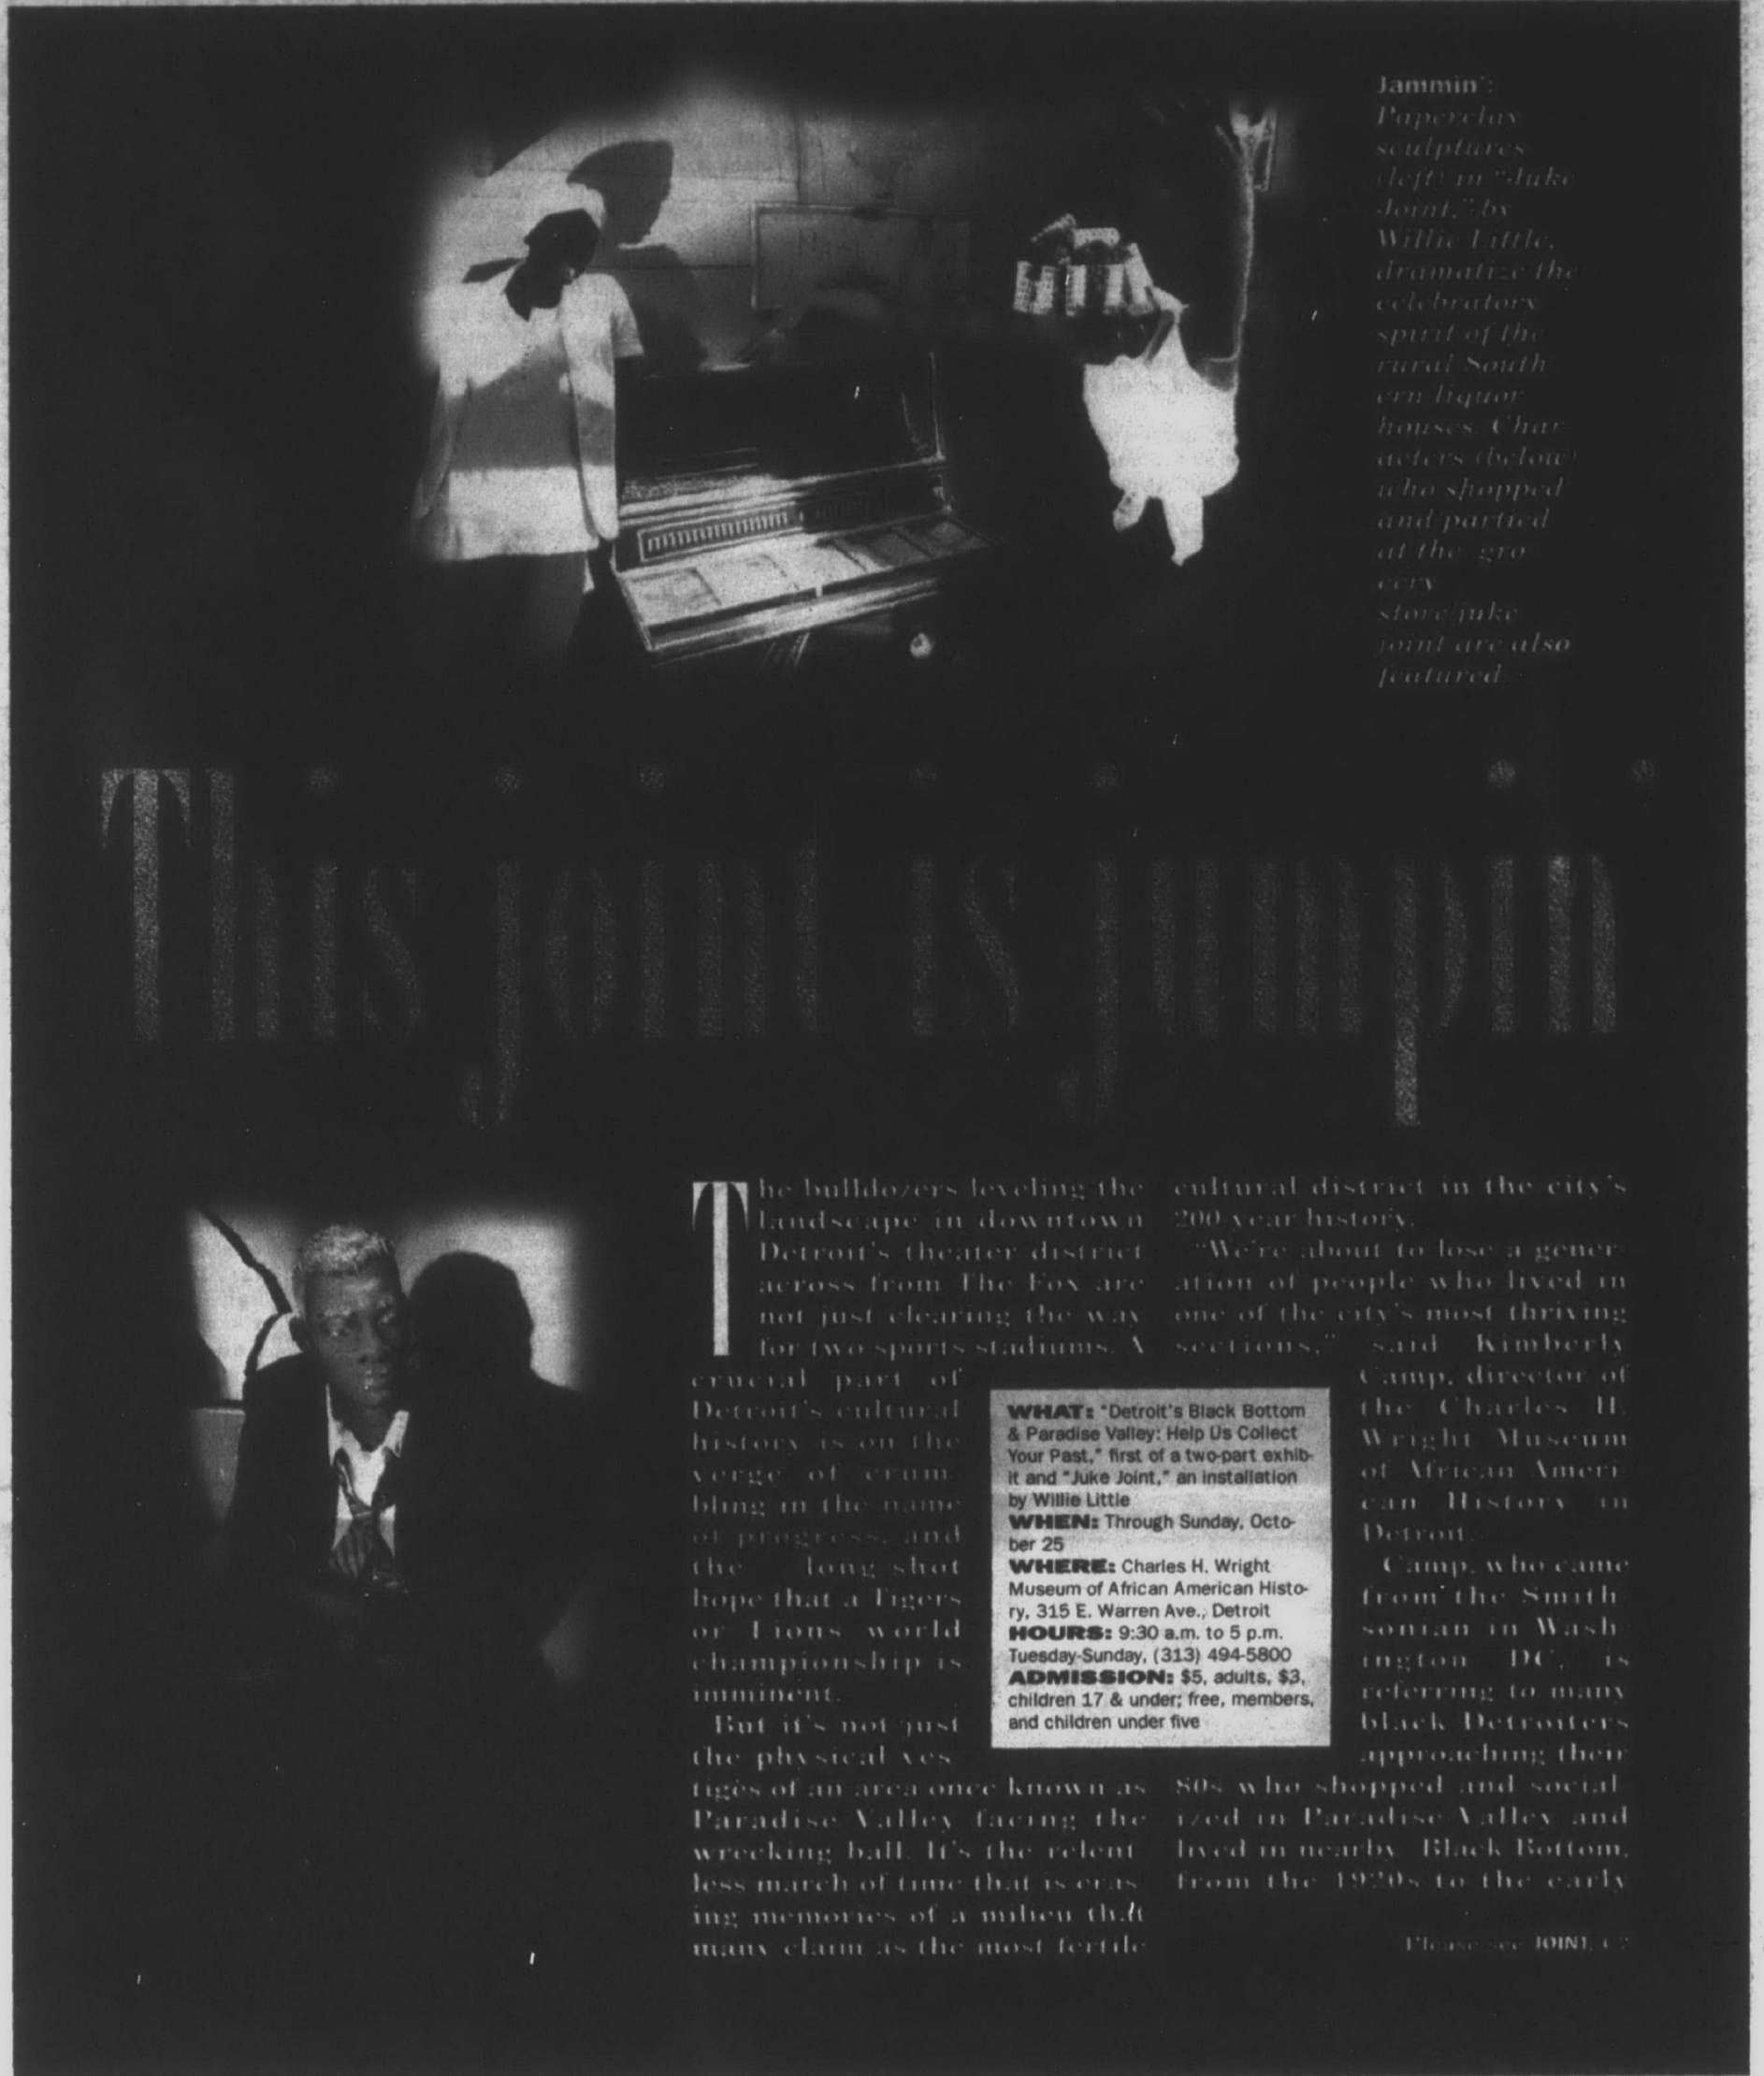 Jammin':
Paperclay
sculptures
(left) in "Juke
Joint," by
Willie Little,
dramatize the
celebratory
spirit of the
rural South
ern liquor
houses. Char
acters (below)
who shopped
and partied
at the gro
cery
store/juke
joint are also
featured.
This joint is jumpin'
The bulldozers leveling the
landscape in downtown
Detroit's theater district
across from The Fox are
not just clearing the way
for two sports stadiums. A
crucial part of
Detroit's cultural
history is on the
verge of crum
bling in the name
of progress, and
the long-shot
hope that a Tigers
or Lions world
championship is
imminent.
But it's not just
the physical ves
tiges of an area once known as
Paradise Valley facing the
wrecking ball. It's the relent
less march of time that is eras
ing memories of a milieu that
many claim as the most fertile
cultural district in the city's
200-year history.
"We're about to lose a gener
ation of people who lived in
one of the city's most thriving
sections," said Kimberly
Camp, director of
the Charles H.
Wright Museum
of African Ameri
can History in
Detroit.
Camp, who came
from the Smith
sonian in Wash
ington DC, is
referring to many
black Detroiters
approaching their
80s who shopped and social
ized in Paradise Valley and
lived in nearby Black Bottom,
from the 1920s to the early
Please see JOINT, C2
WHAT: "Detroit's Black Bottom
& Paradise Valley: Help Us Collect
Your Past," first of a two-part exhib-
it and "Juke Joint," an installation
by Willie Little
WHEN: Through Sunday, Octo-
ber 25
WHERE: Charles H. Wright
Museum of African American Histo-
ry, 315 E. Warren Ave., Detroit
HOURS: 9:30 a.m. to 5 p.m.
Tuesday-Sunday, (313) 494-5800
ADMISSION: $5, adults, $3,
children 17 & under; free, members,
and children under five